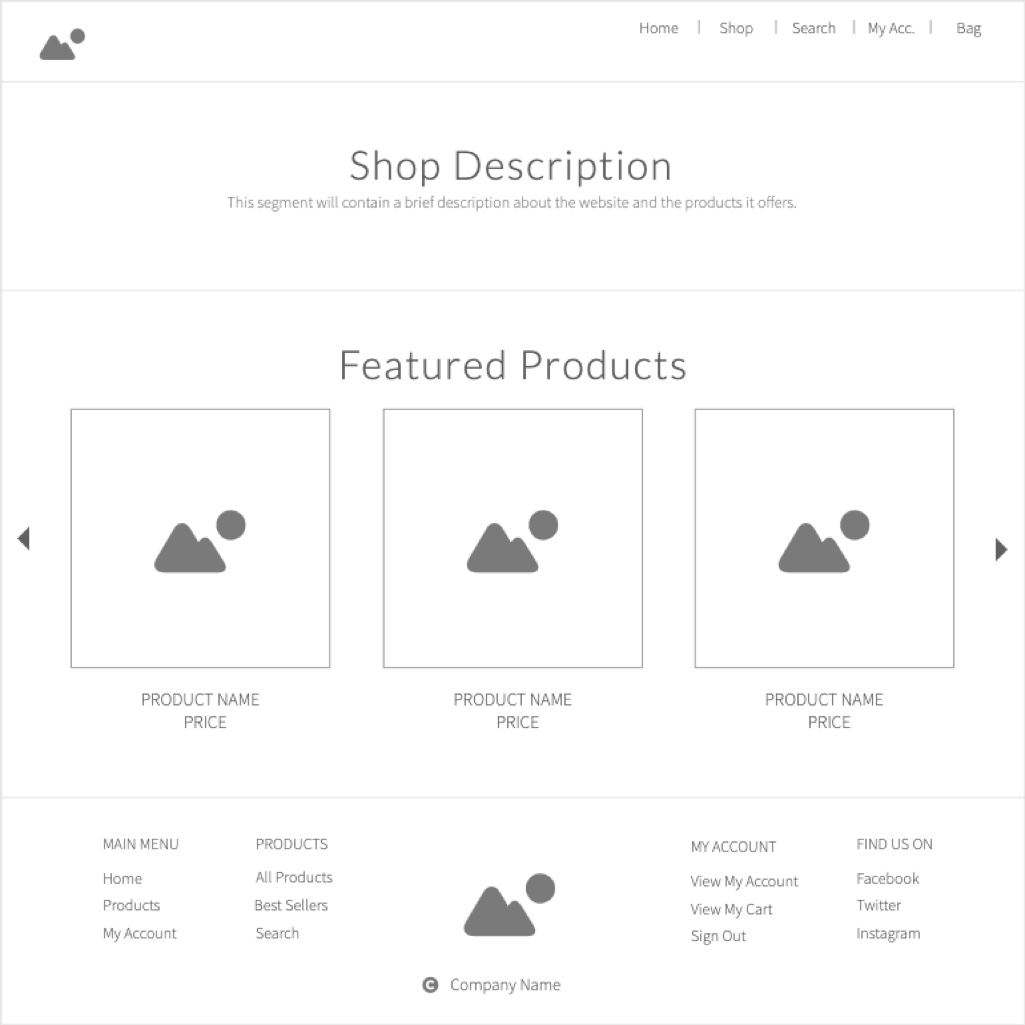 Home | Shop | Search | My Acc. | Bag
Shop Description
This segment will contain a brief description about the website and the products it offers.
Featured Products
PRODUCT NAME
PRICE
PRODUCT NAME
PRICE
PRODUCT NAME
PRICE
MAIN MENU
Home
Products
My Account
PRODUCTS
All Products
Best Sellers
Search
© Company Name
MY ACCOUNT
View My Account
View My Cart
Sign Out
FIND US ON
Facebook
Twitter
Instagram